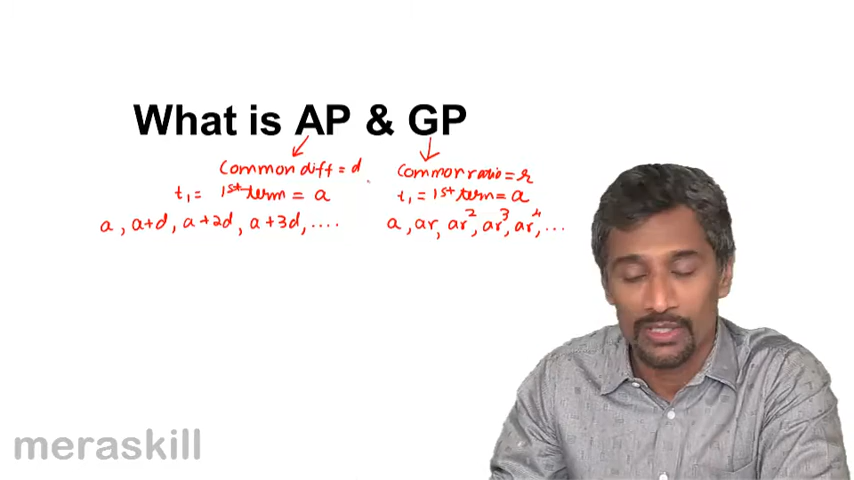 What is AP & GP
Common diff = d
t₁ = 1st term = a
a, a+d, a+2d, a+3d, ....
Common ratio = r
t₁ = 1st term = a
a, ar, ar², ar³, ar⁴, ...
meraskill